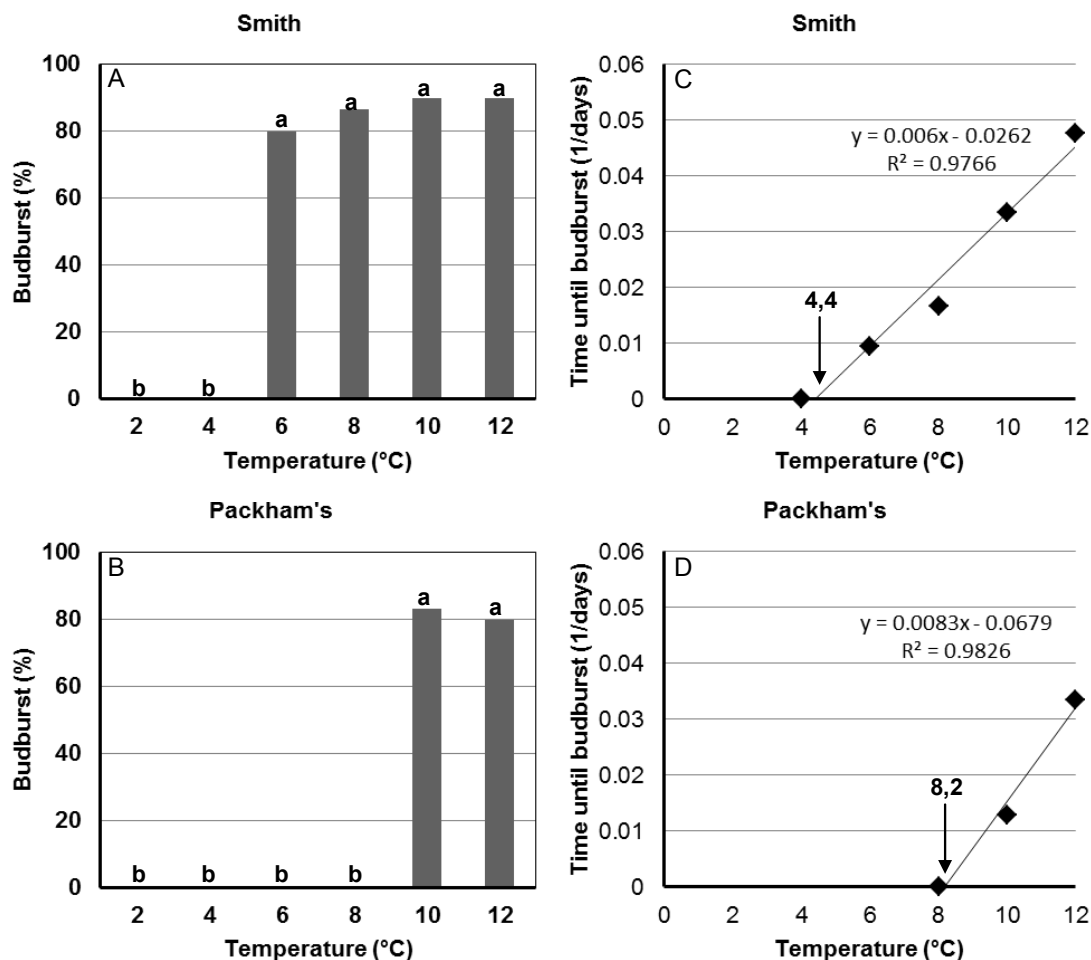 Smith
A
100
80
60
40
20
0
Budburst (%)
b b a a a a
2 4 6 8 10 12
Temperature (°C)
Smith
C
0.06
0.05
0.04
0.03
0.02
0.01
0
Time until budburst (1/days)
y = 0.006x - 0.0262
R² = 0.9766
4,4
0 2 4 6 8 10 12
Temperature (°C)
Packham's
B
100
80
60
40
20
0
Budburst (%)
b b b b a a
2 4 6 8 10 12
Temperature (°C)
Packham's
D
0.06
0.05
0.04
0.03
0.02
0.01
0
Time until budburst (1/days)
y = 0.0083x - 0.0679
R² = 0.9826
8,2
0 2 4 6 8 10 12
Temperature (°C)